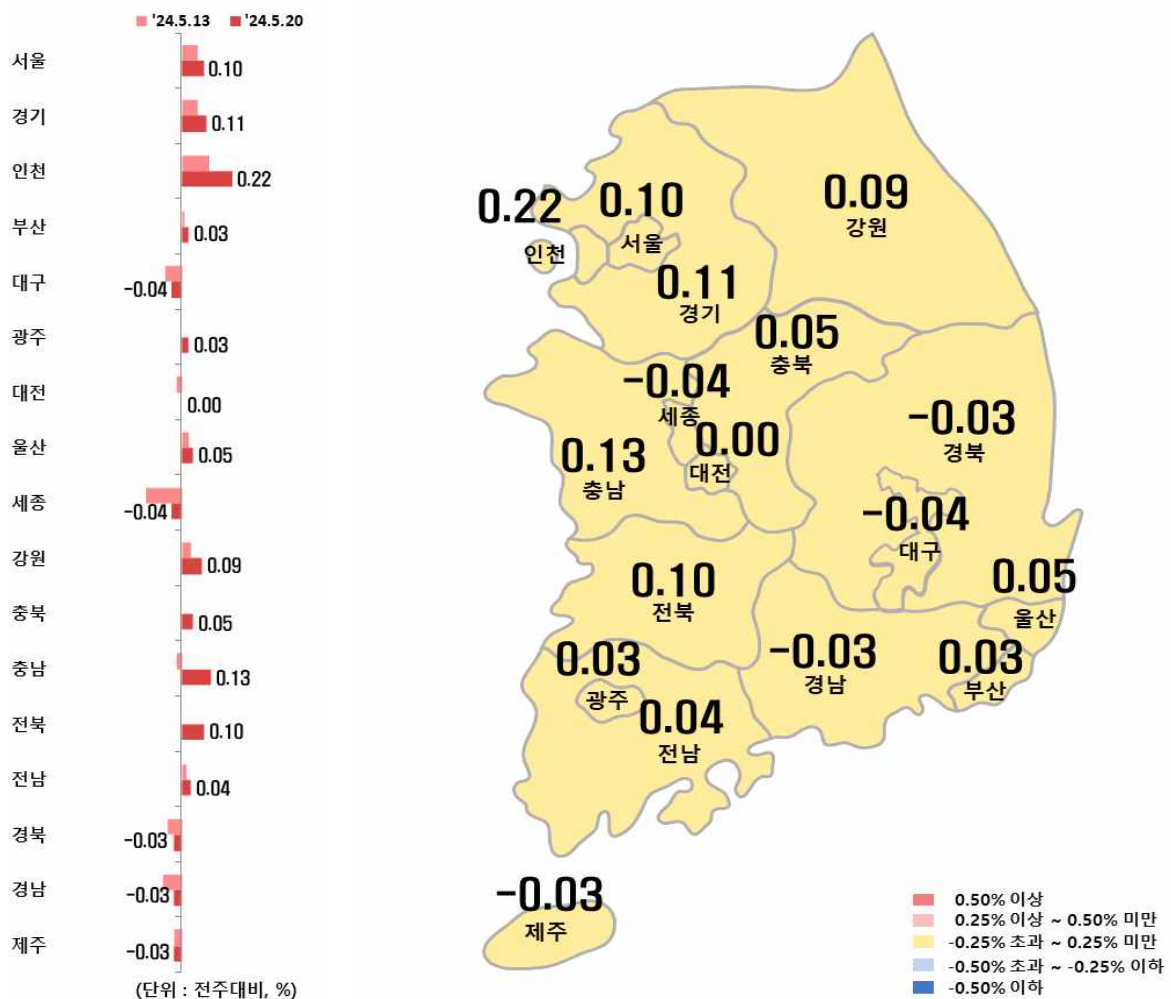 '24.5.13 '24.5.20
서울 0.10
경기 0.11
인천 0.22
부산 0.03
대구 -0.04
광주 0.03
대전 0.00
울산 0.05
세종 -0.04
강원 0.09
충북 0.05
충남 0.13
전북 0.10
전남 0.04
경북 -0.03
경남 -0.03
제주 -0.03
(단위 : 전주대비, %)
0.09
강원
0.10
서울
0.22
인천
0.11
경기
0.05
충북
-0.04
세종
-0.03
경북
0.00
대전
0.13
충남
-0.04
대구
0.05
울산
0.10
전북
-0.03
경남
0.03
부산
0.03
광주
0.04
전남
-0.03
제주
0.50% 이상
0.25% 이상 ~ 0.50% 미만
-0.25% 초과 ~ 0.25% 미만
-0.50% 초과 ~ -0.25% 이하
-0.50% 이하